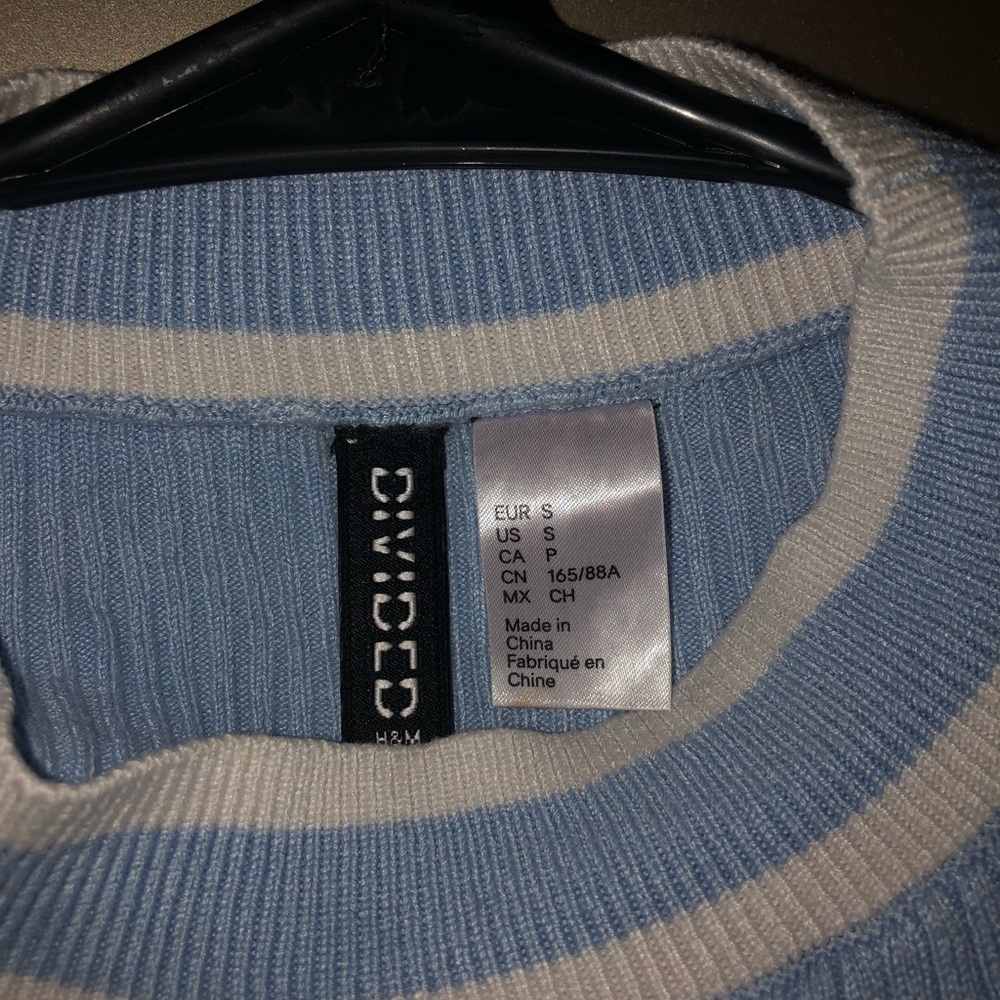 DIVIDED
H&M
EUR S
US S
CA P
CN 165/88A
MX CH
Made in
China
Fabriqué en
Chine